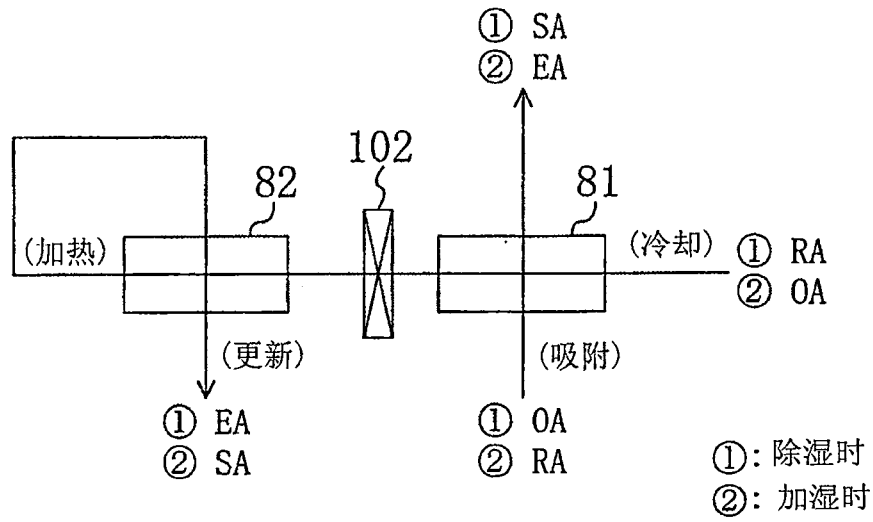 ① SA
② EA
102
82
81
(加热)
(冷却)
① RA
② OA
(更新)
(吸附)
① EA
② SA
① OA
② RA
①: 除湿时
②: 加湿时